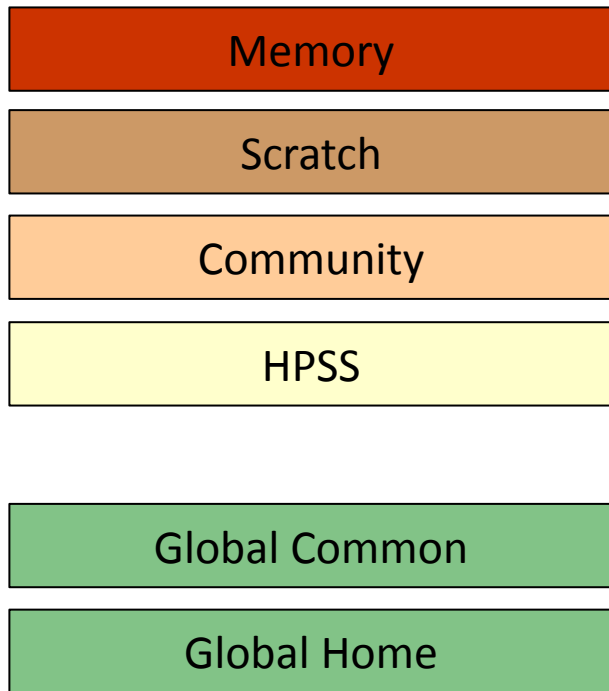 Memory
Scratch
Community
HPSS
Global Common
Global Home